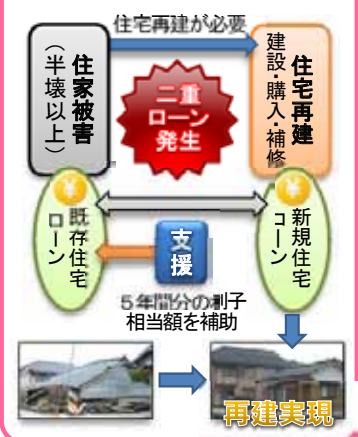 住宅再建が必要
住家被害
（半壊以上）
二重
ローン
発生
住宅再建
建設・購入・補修
¥
既存住宅
ローン
支援
¥
新規住宅
ローン
５年間分の利子
相当額を補助
再建実現